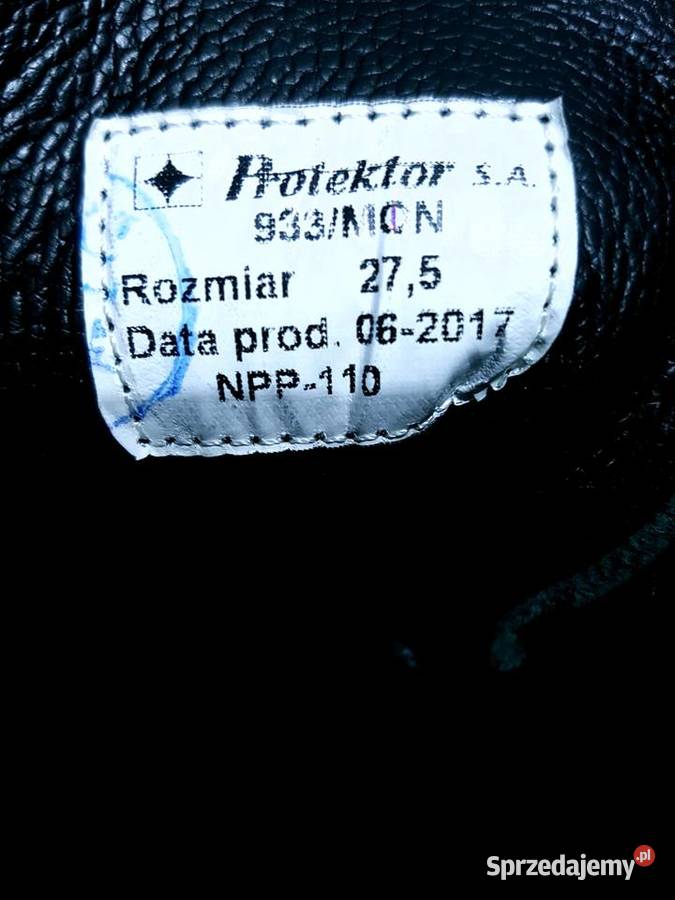 Protektor S.A.
933/MON
Rozmiar 27,5
Data prod. 06-2017
NPP-110
Sprzedajemy.pl